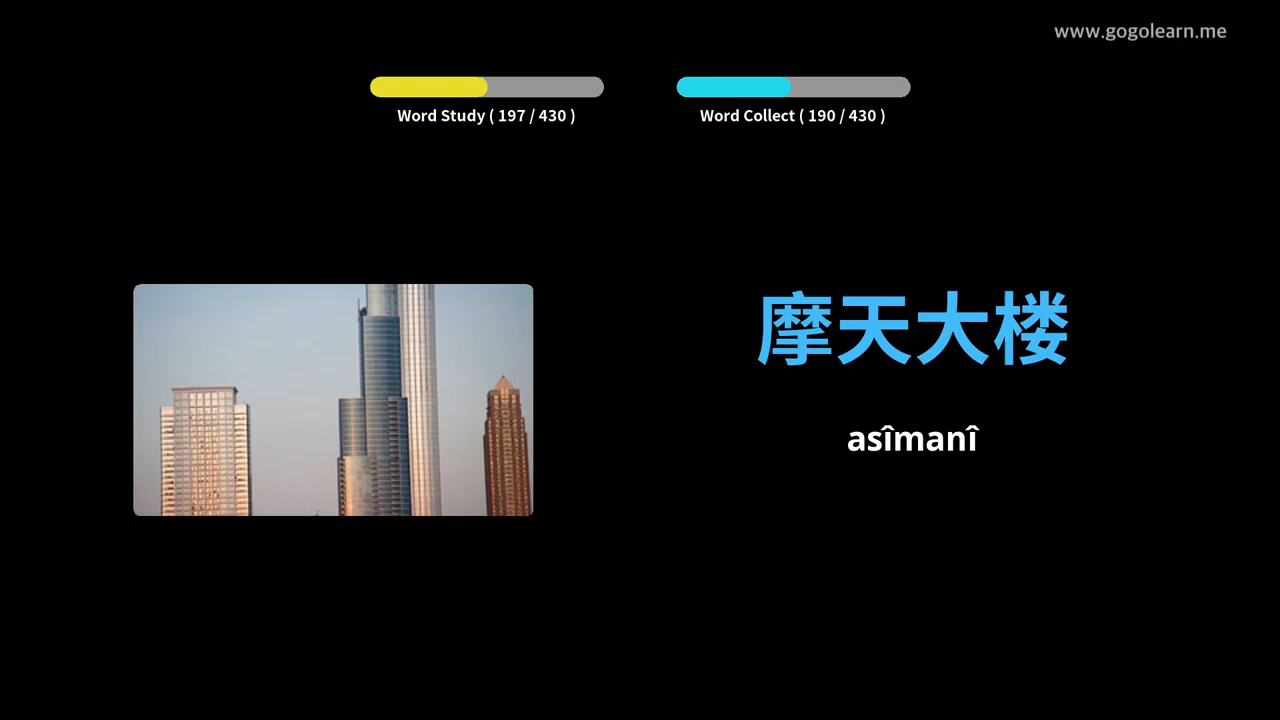 www.gogolearn.me
Word Study ( 197 / 430 )
Word Collect ( 190 / 430 )
摩天大楼
asîmanî